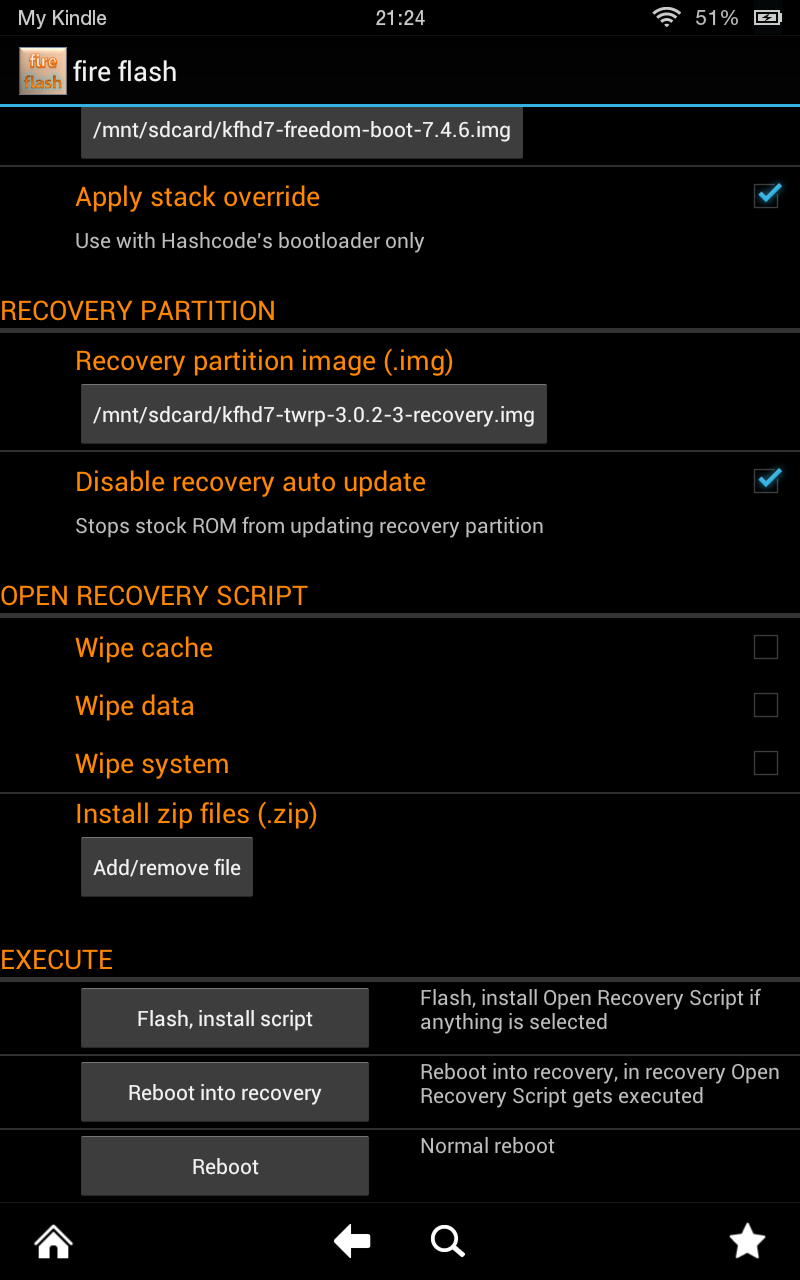 My Kindle 21:24 51%
fire flash
fire flash
/mnt/sdcard/kfhd7-freedom-boot-7.4.6.img
Apply stack override
Use with Hashcode's bootloader only
RECOVERY PARTITION
Recovery partition image (.img)
/mnt/sdcard/kfhd7-twrp-3.0.2-3-recovery.img
Disable recovery auto update
Stops stock ROM from updating recovery partition
OPEN RECOVERY SCRIPT
Wipe cache
Wipe data
Wipe system
Install zip files (.zip)
Add/remove file
EXECUTE
Flash, install script
Flash, install Open Recovery Script if
anything is selected
Reboot into recovery
Reboot into recovery, in recovery Open
Recovery Script gets executed
Reboot
Normal reboot